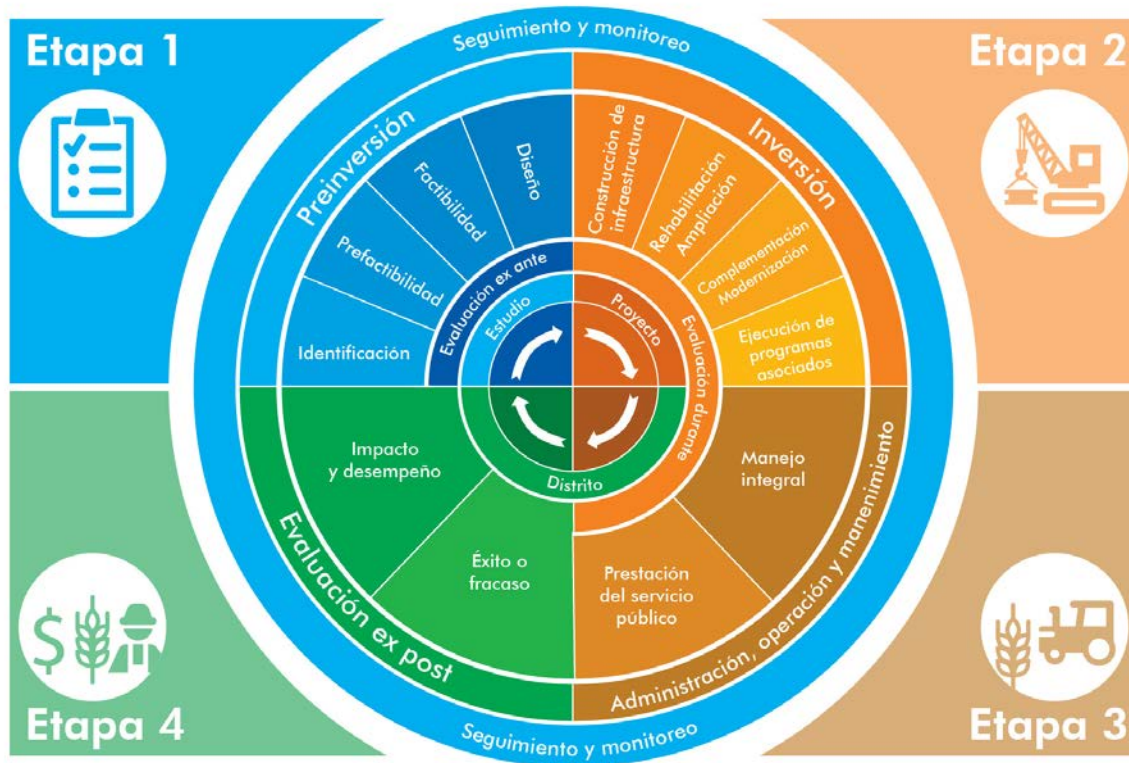 Etapa 1
Etapa 2
Seguimiento y monitoreo
Preinversión
Inversión
Identificación
Prefactibilidad
Factibilidad
Diseño
Construcción de
infraestructura
Rehabilitación
Ampliación
Complementación
Modernización
Ejecución de
programas
asociados
Evaluación ex ante
Estudio
Proyecto
Evaluación durante
Distrito
Impacto
y desempeño
Éxito o
fracaso
Prestación
del servicio
público
Manejo
integral
Evaluación ex post
Administración, operación y manenimiento
Seguimiento y monitoreo
$
Etapa 4
Etapa 3